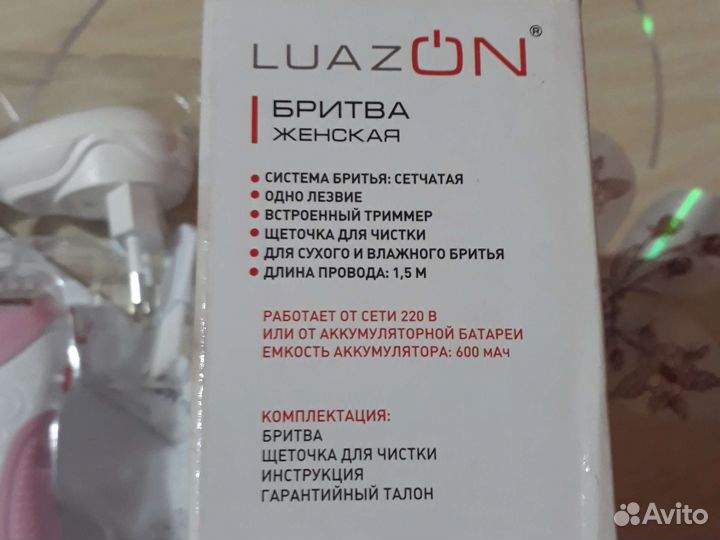 LUAZON®
БРИТВА
ЖЕНСКАЯ
• СИСТЕМА БРИТЬЯ: СЕТЧАТАЯ
• ОДНО ЛЕЗВИЕ
• ВСТРОЕННЫЙ ТРИММЕР
• ЩЕТОЧКА ДЛЯ ЧИСТКИ
• ДЛЯ СУХОГО И ВЛАЖНОГО БРИТЬЯ
• ДЛИНА ПРОВОДА: 1,5 М
РАБОТАЕТ ОТ СЕТИ 220 В
ИЛИ ОТ АККУМУЛЯТОРНОЙ БАТАРЕИ
ЕМКОСТЬ АККУМУЛЯТОРА: 600 МАЧ
КОМПЛЕКТАЦИЯ:
БРИТВА
ЩЕТОЧКА ДЛЯ ЧИСТКИ
ИНСТРУКЦИЯ
ГАРАНТИЙНЫЙ ТАЛОН
Avito